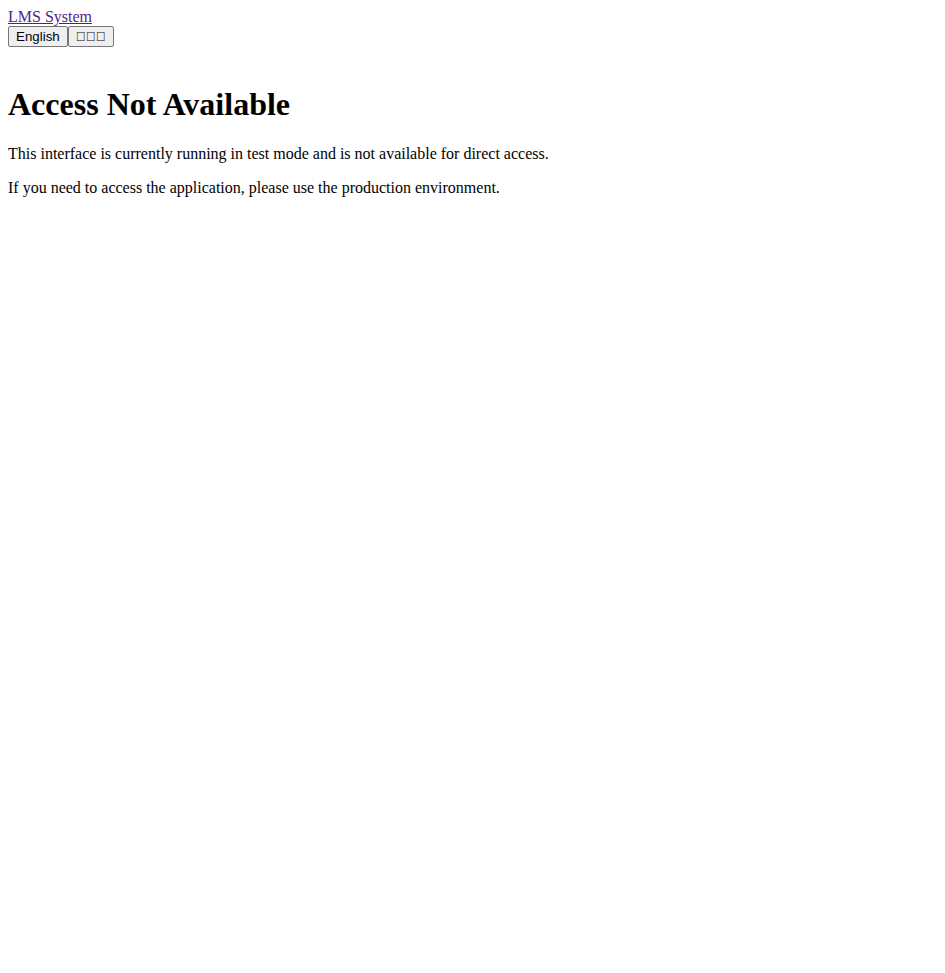 LMS System
English
Access Not Available
This interface is currently running in test mode and is not available for direct access.
If you need to access the application, please use the production environment.